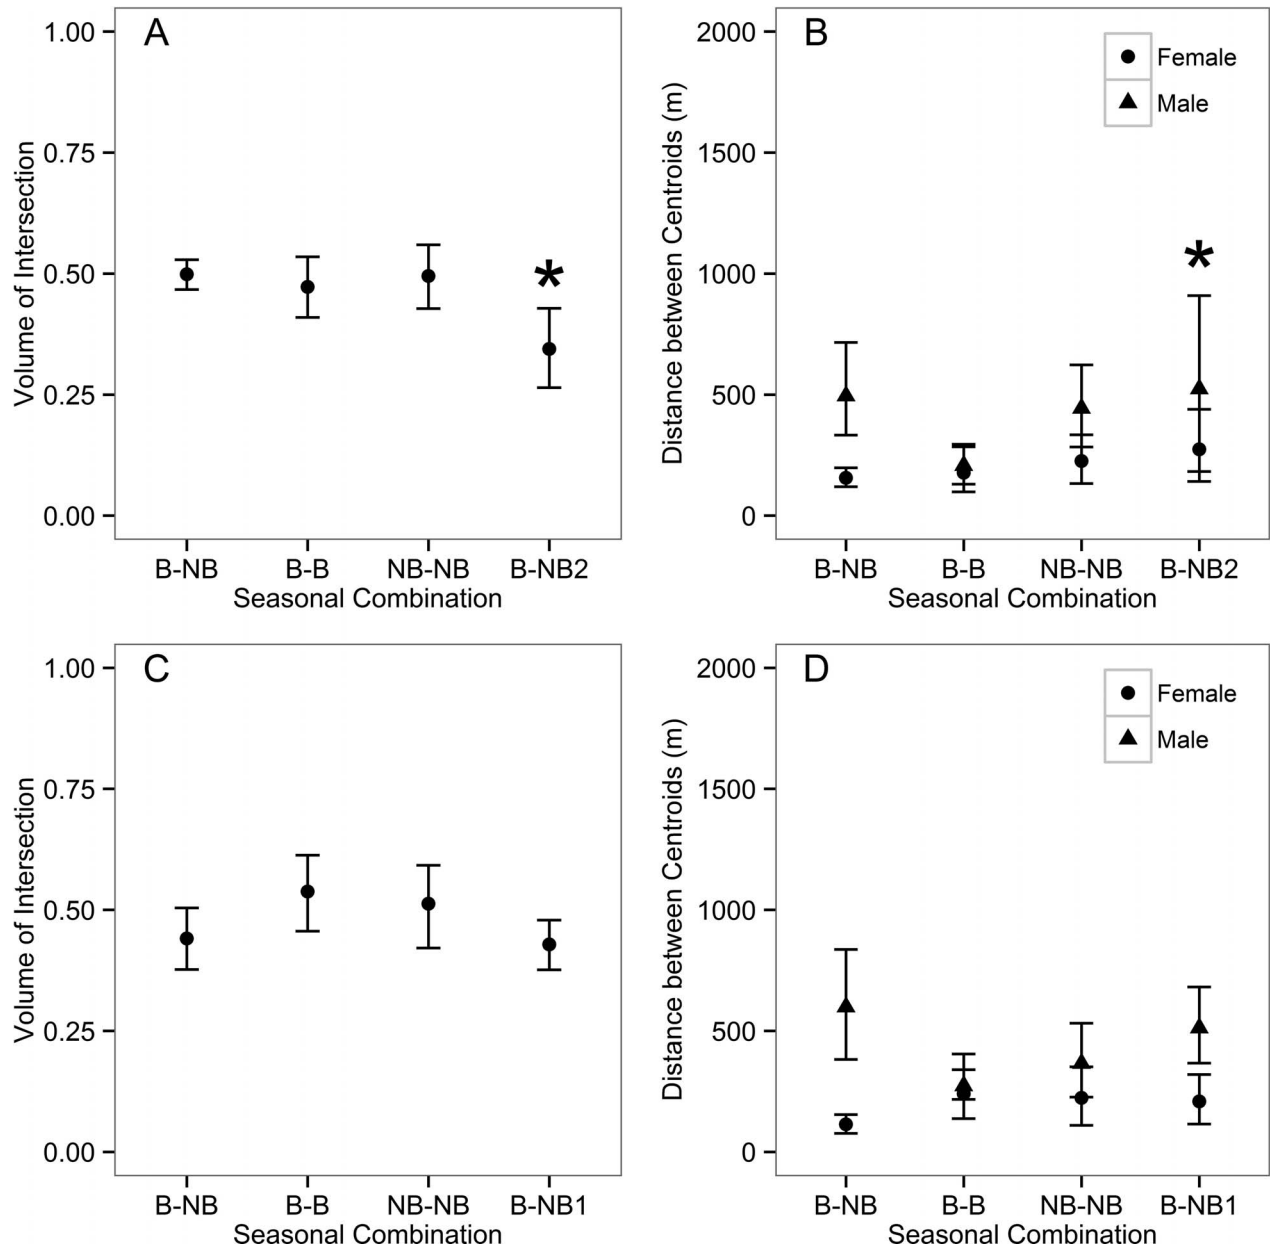 A
1.00
0.75
0.50
0.25
0.00
Volume of Intersection
*
B-NB B-B NB-NB B-NB2
Seasonal Combination
B
2000
1500
1000
500
0
Distance between Centroids (m)
Female
Male
*
B-NB B-B NB-NB B-NB2
Seasonal Combination
C
1.00
0.75
0.50
0.25
0.00
Volume of Intersection
B-NB B-B NB-NB B-NB1
Seasonal Combination
D
2000
1500
1000
500
0
Distance between Centroids (m)
Female
Male
B-NB B-B NB-NB B-NB1
Seasonal Combination